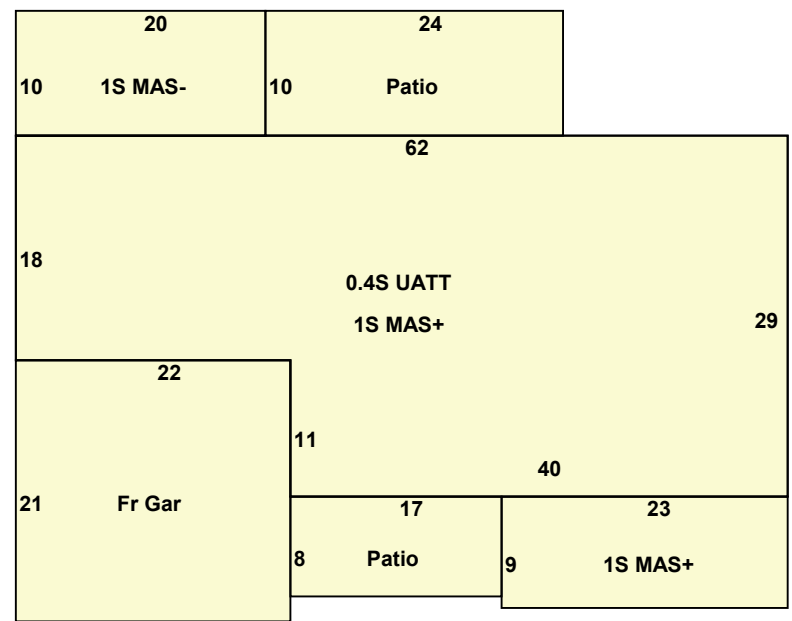 20
24
10
1S MAS-
10
Patio
62
18
0.4S UATT
1S MAS+
29
22
11
40
21
Fr Gar
17
23
8
Patio
9
1S MAS+